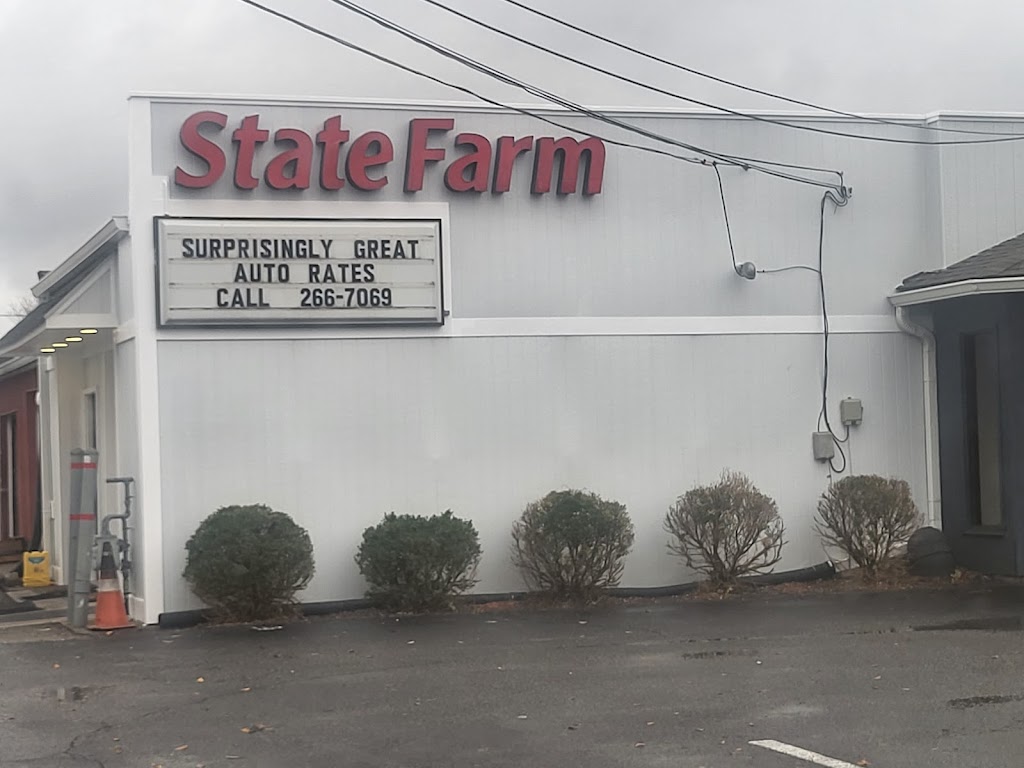 State Farm
SURPRISINGLY GREAT
AUTO RATES
CALL 266-7069